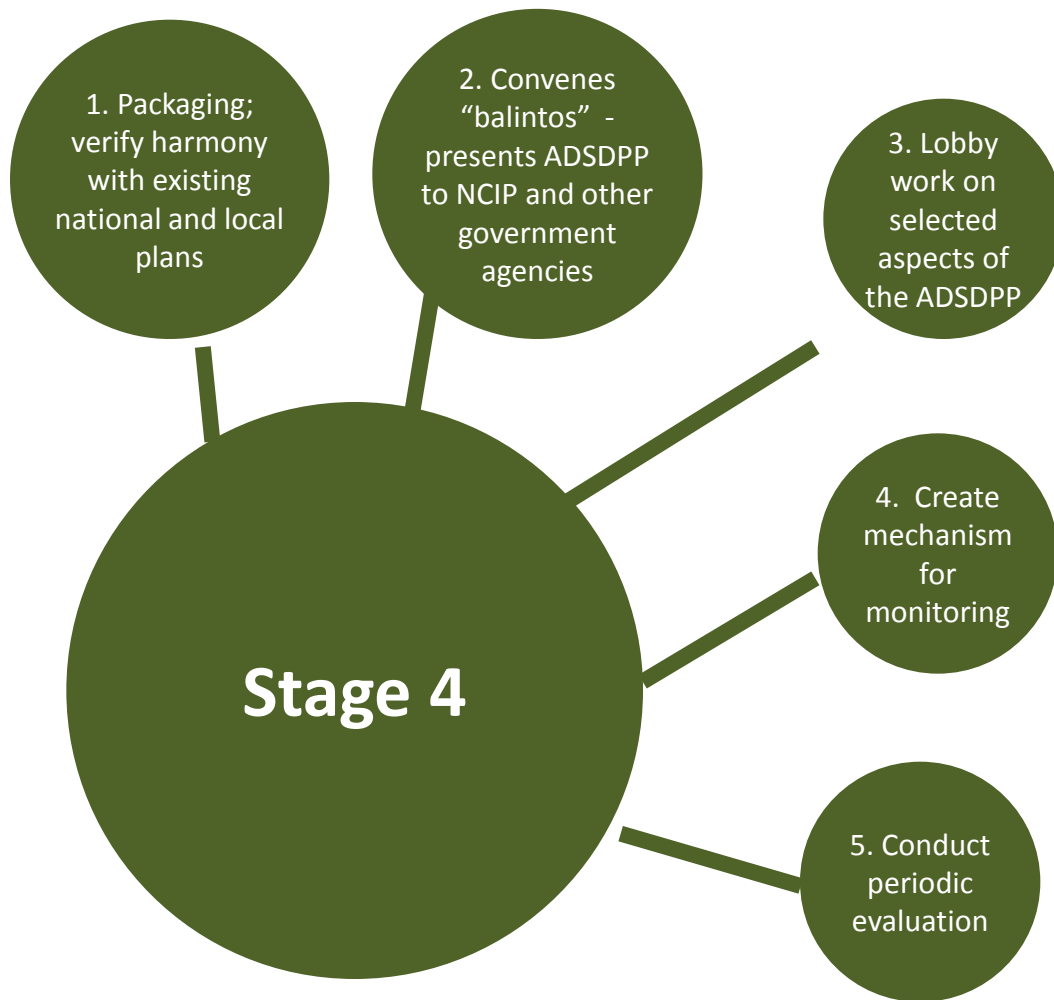 1. Packaging;
verify harmony
with existing
national and local
plans
2. Convenes
“balintos”  -
presents ADSDPP
to NCIP and other
government
agencies
3. Lobby
work on
selected
aspects of
the ADSDPP
4.  Create
mechanism
for
monitoring
Stage 4
5. Conduct
periodic
evaluation